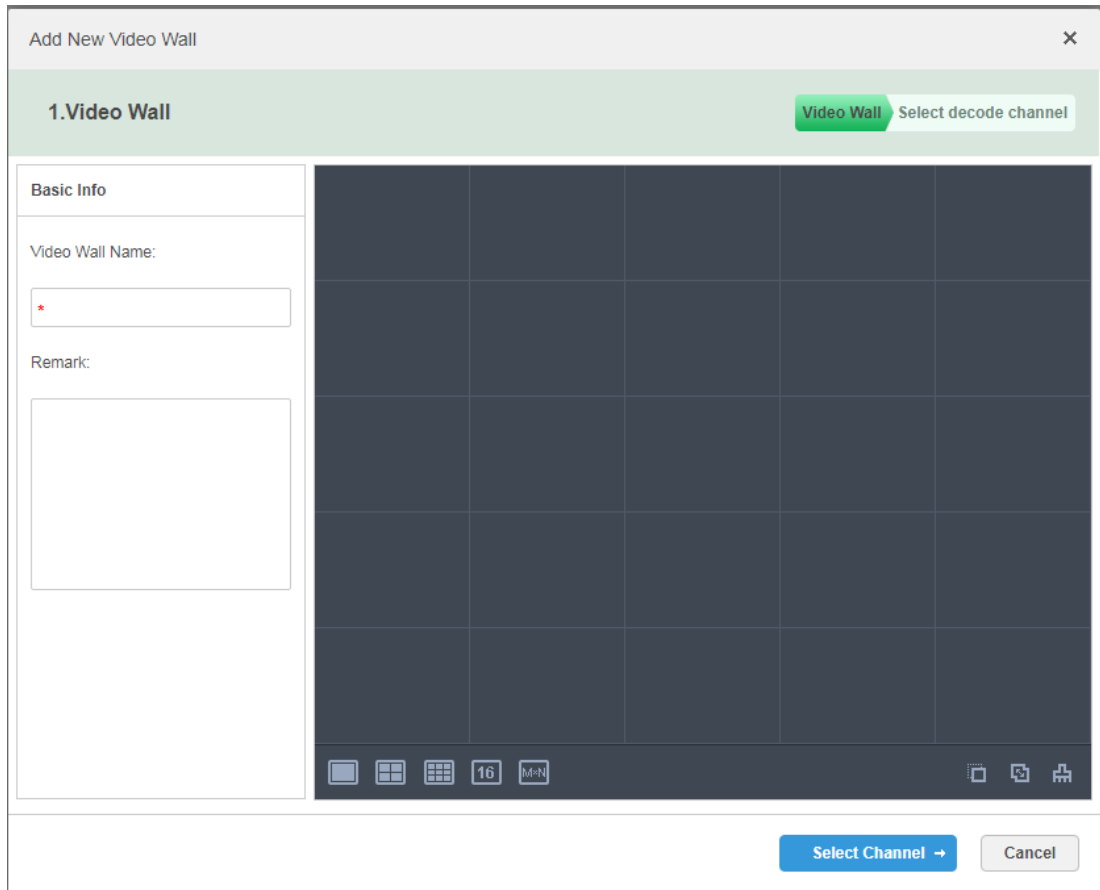 Add New Video Wall
1.Video Wall
Video Wall Select decode channel
Basic Info
Video Wall Name:
*
Remark:
16 M×N
Select Channel → Cancel